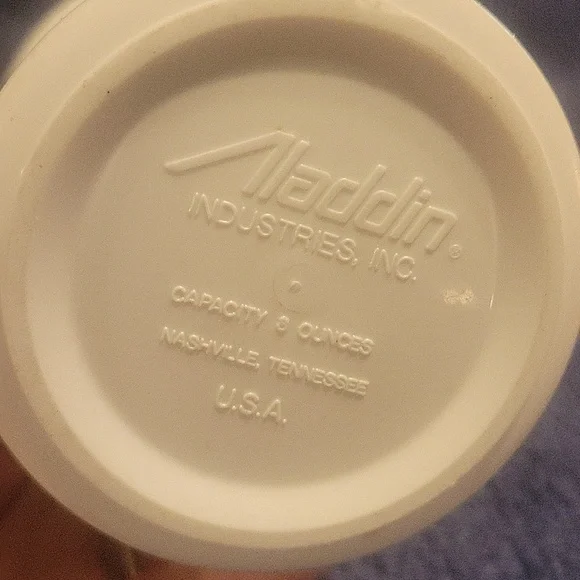 Aladdin®
INDUSTRIES, INC.
CAPACITY 8 OUNCES
NASHVILLE, TENNESSEE
U.S.A.